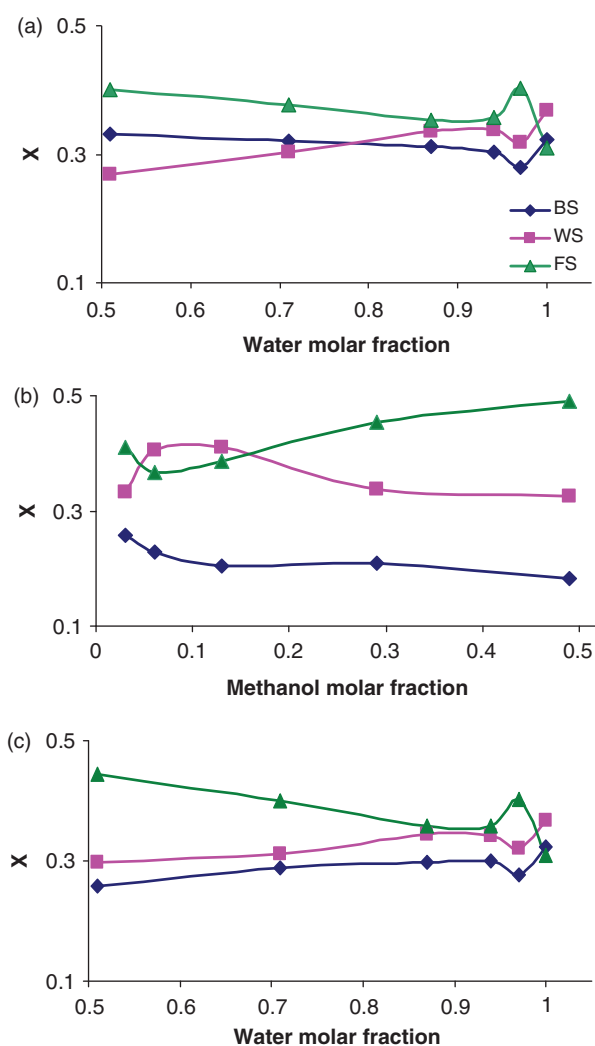 (a)
0.5
0.3
0.1
X
BS
WS
FS
0.5 0.6 0.7 0.8 0.9 1
Water molar fraction
(b)
0.5
0.3
0.1
X
0 0.1 0.2 0.3 0.4 0.5
Methanol molar fraction
(c)
0.5
0.3
0.1
X
0.5 0.6 0.7 0.8 0.9 1
Water molar fraction